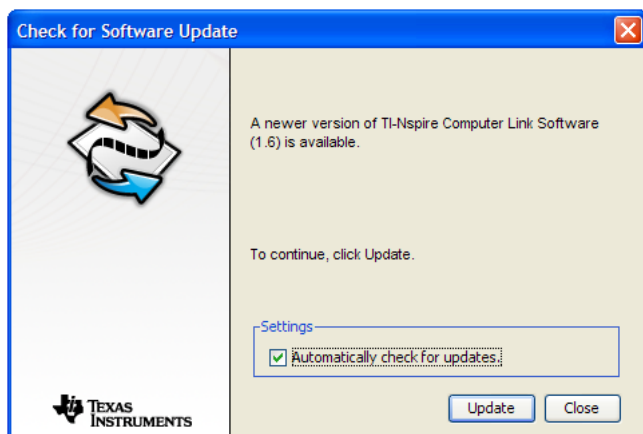 Check for Software Update
A newer version of TI-Nspire Computer Link Software
(1.6) is available.
To continue, click Update.
Settings
Automatically check for updates.
Update Close
TEXAS
INSTRUMENTS